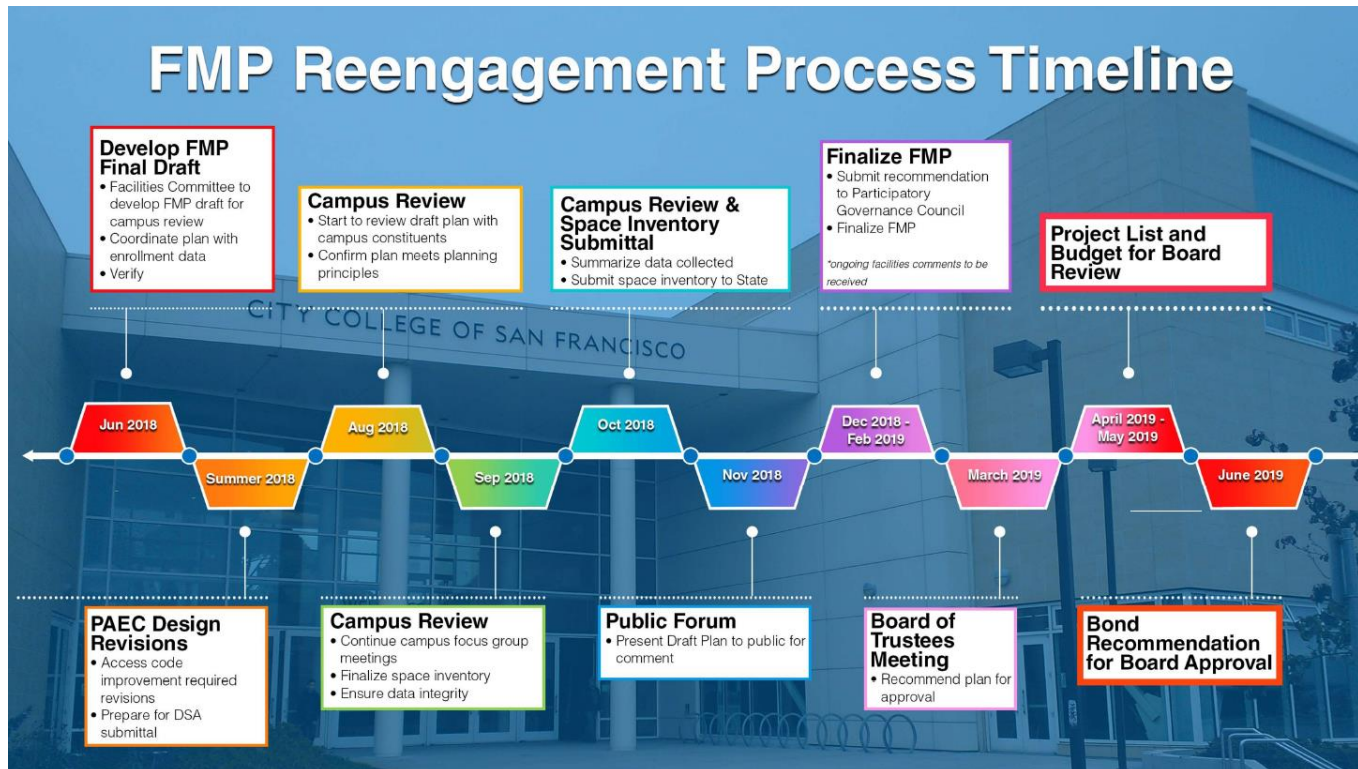 FMP Reengagement Process Timeline
Develop FMP
Final Draft
• Facilities Committee to
develop FMP draft for
campus review
• Coordinate plan with
enrollment data
• Verify
Campus Review
• Start to review draft plan with
campus constituents
• Confirm plan meets planning
principles
Campus Review &
Space Inventory
Submittal
• Summarize data collected
• Submit space inventory to State
Finalize FMP
• Submit recommendation
to Participatory
Governance Council
• Finalize FMP
*ongoing facilities comments to be
received
Project List and
Budget for Board
Review
CITY COLLEGE OF SAN FRANCISCO
Jun 2018
Summer 2018
Aug 2018
Sep 2018
Oct 2018
Nov 2018
Dec 2018 -
Feb 2019
March 2019
April 2019 -
May 2019
June 2019
PAEC Design
Revisions
• Access code
improvement required
revisions
• Prepare for DSA
submittal
Campus Review
• Continue campus focus group
meetings
• Finalize space inventory
• Ensure data integrity
Public Forum
• Present Draft Plan to public for
comment
Board of
Trustees
Meeting
• Recommend plan for
approval
Bond
Recommendation
for Board Approval